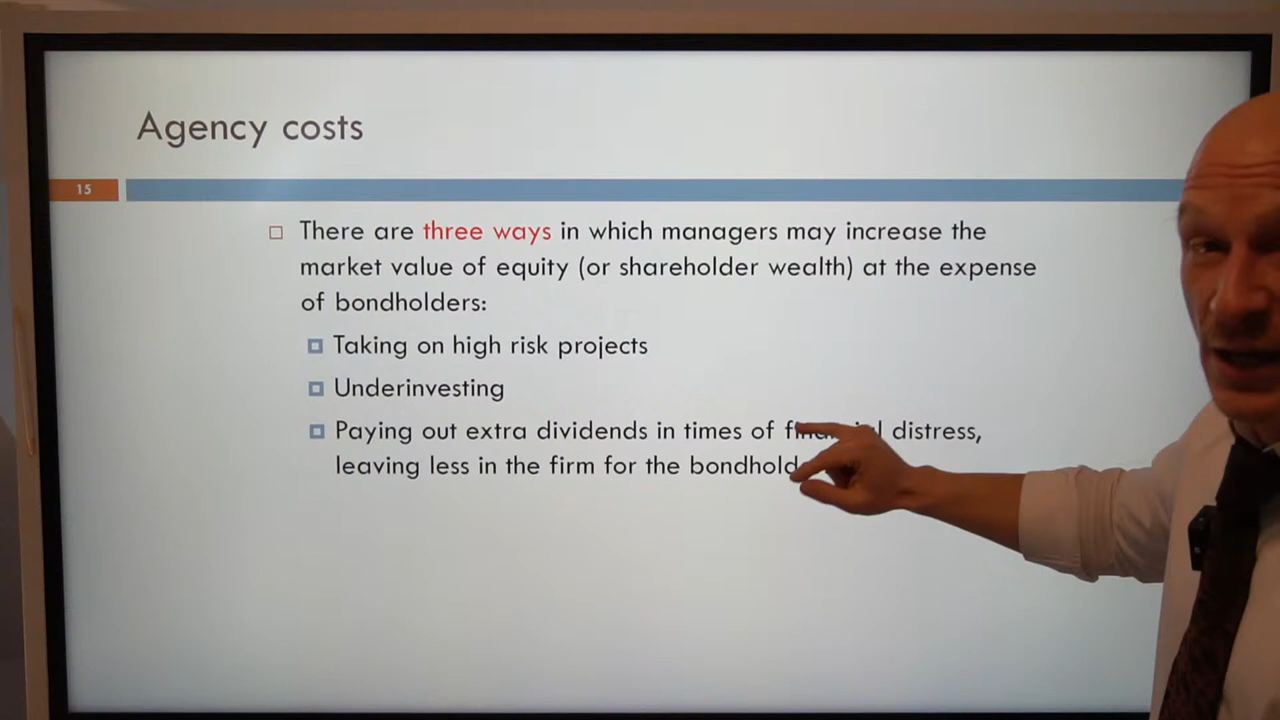 Agency costs
15
There are three ways in which managers may increase the
market value of equity (or shareholder wealth) at the expense
of bondholders:
Taking on high risk projects
Underinvesting
Paying out extra dividends in times of distress,
leaving less in the firm for the